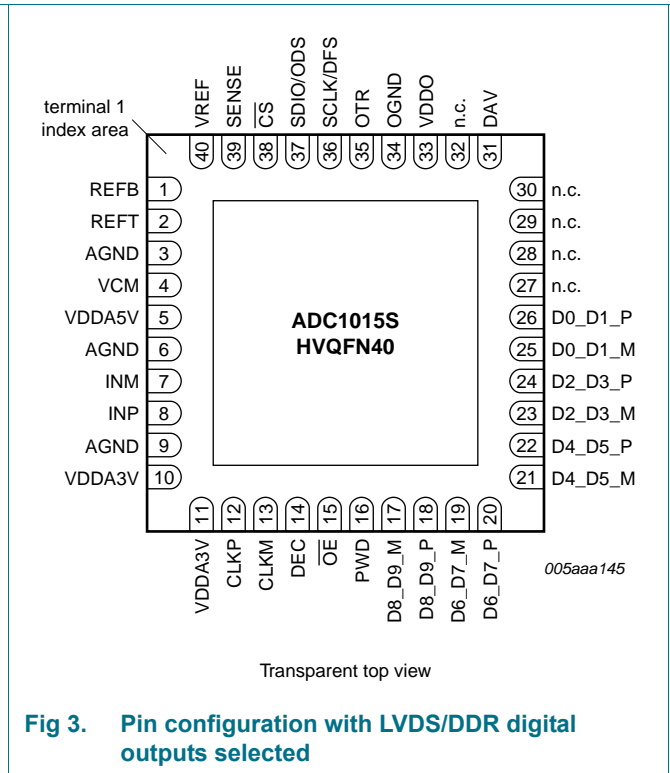 terminal 1
index area
40 VREF
39 SENSE
38 C̅S̅
37 SDIO/ODS
36 SCLK/DFS
35 OTR
34 OGND
33 VDDO
32 n.c.
31 DAV
REFB 1
REFT 2
AGND 3
VCM 4
VDDA5V 5
AGND 6
INM 7
INP 8
AGND 9
VDDA3V 10
ADC1015S
HVQFN40
30 n.c.
29 n.c.
28 n.c.
27 n.c.
26 D0_D1_P
25 D0_D1_M
24 D2_D3_P
23 D2_D3_M
22 D4_D5_P
21 D4_D5_M
VDDA3V 11
CLKP 12
CLKM 13
DEC 14
O̅E̅ 15
PWD 16
D8_D9_M 17
D8_D9_P 18
D6_D7_M 19
D6_D7_P 20
005aaa145
Transparent top view
Fig 3. Pin configuration with LVDS/DDR digital
outputs selected